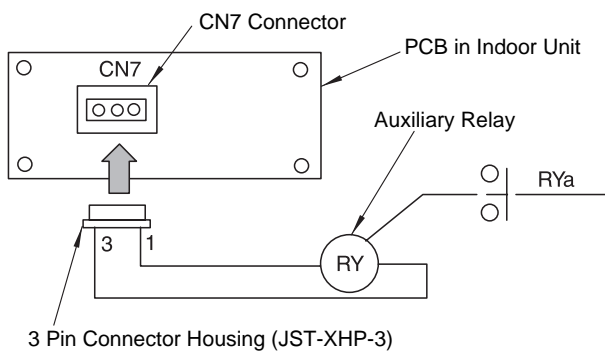 CN7 Connector
PCB in Indoor Unit
CN7
Auxiliary Relay
RYa
3 1
RY
3 Pin Connector Housing (JST-XHP-3)